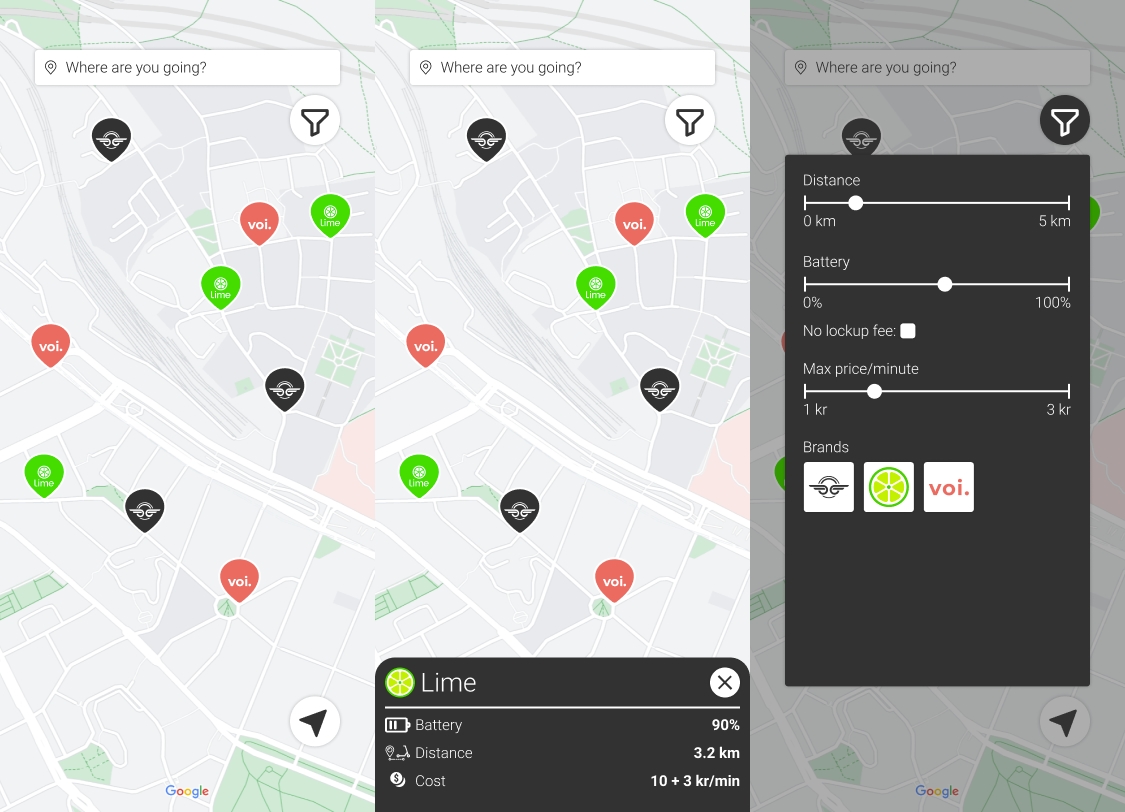 Where are you going?
voi.
Lime
Lime
voi.
Lime
voi.
Google
Where are you going?
voi.
Lime
Lime
voi.
Lime
voi.
Lime
Battery 90%
Distance 3.2 km
Cost 10 + 3 kr/min
Where are you going?
Distance
0 km 5 km
Battery
0% 100%
No lockup fee:
Max price/minute
1 kr 3 kr
Brands
voi.
Google